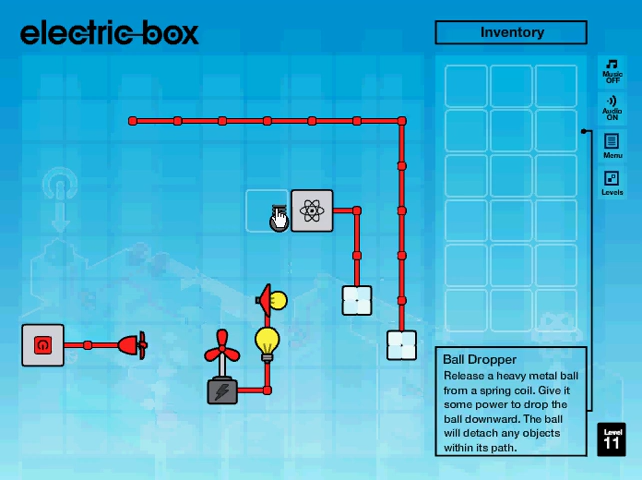 electric box
Inventory
Music
OFF
Audio
ON
Menu
Levels
Ball Dropper
Release a heavy metal ball
from a spring coil. Give it
some power to drop the
ball downward. The ball
will detach any objects
within its path.
Level
11